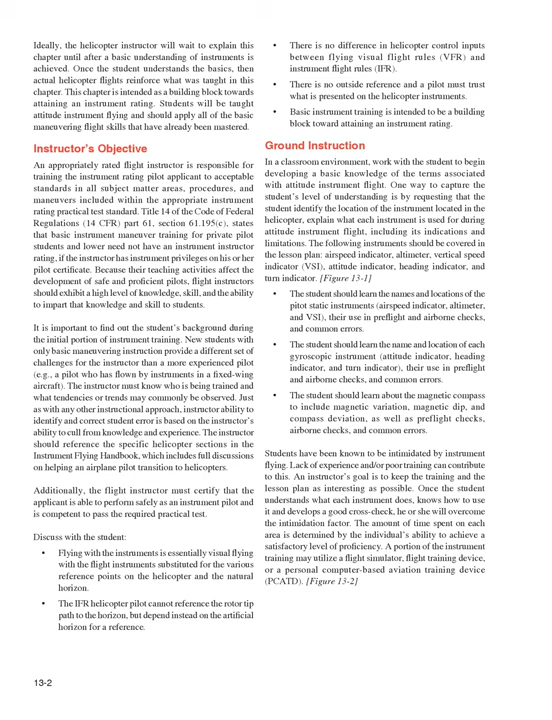 Ideally, the helicopter instructor will wait to explain this
chapter until after a basic understanding of instruments is
achieved. Once the student understands the basics, then
actual helicopter flights reinforce what was taught in this
chapter. This chapter is intended as a building block towards
attaining an instrument rating. Students will be taught
attitude instrument flying and should apply all of the basic
maneuvering flight skills that have already been mastered.
Instructor's Objective
An appropriately rated flight instructor is responsible for
training the instrument rating pilot applicant to acceptable
standards in all subject matter areas, procedures, and
maneuvers included within the appropriate instrument
rating practical test standard. Title 14 of the Code of Federal
Regulations (14 CFR) part 61, section 61.195(c), states
that basic instrument maneuver training for private pilot
students and lower need not have an instrument instructor
rating, if the instructor has instrument privileges on his or her
pilot certificate. Because their teaching activities affect the
development of safe and proficient pilots, flight instructors
should exhibit a high level of knowledge, skill, and the ability
to impart that knowledge and skill to students.
It is important to find out the student's background during
the initial portion of instrument training. New students with
only basic maneuvering instruction provide a different set of
challenges for the instructor than a more experienced pilot
(e.g., a pilot who has flown by instruments in a fixed-wing
aircraft). The instructor must know who is being trained and
what tendencies or trends may commonly be observed. Just
as with any other instructional approach, instructor ability to
identify and correct student error is based on the instructor's
ability to cull from knowledge and experience. The instructor
should reference the specific helicopter sections in the
Instrument Flying Handbook, which includes full discussions
on helping an airplane pilot transition to helicopters.
Additionally, the flight instructor must certify that the
applicant is able to perform safely as an instrument pilot and
is competent to pass the required practical test.
Discuss with the student:
• Flying with the instruments is essentially visual flying
with the flight instruments substituted for the various
reference points on the helicopter and the natural
horizon.
• The IFR helicopter pilot cannot reference the rotor tip
path to the horizon, but depend instead on the artificial
horizon for a reference.
• There is no difference in helicopter control inputs
between flying visual flight rules (VFR) and
instrument flight rules (IFR).
• There is no outside reference and a pilot must trust
what is presented on the helicopter instruments.
• Basic instrument training is intended to be a building
block toward attaining an instrument rating.
Ground Instruction
In a classroom environment, work with the student to begin
developing a basic knowledge of the terms associated
with attitude instrument flight. One way to capture the
student's level of understanding is by requesting that the
student identify the location of the instrument located in the
helicopter, explain what each instrument is used for during
attitude instrument flight, including its indications and
limitations. The following instruments should be covered in
the lesson plan: airspeed indicator, altimeter, vertical speed
indicator (VSI), attitude indicator, heading indicator, and
turn indicator. [Figure 13-1]
• The student should learn the names and locations of the
pitot static instruments (airspeed indicator, altimeter,
and VSI), their use in preflight and airborne checks,
and common errors.
• The student should learn the name and location of each
gyroscopic instrument (attitude indicator, heading
indicator, and turn indicator), their use in preflight
and airborne checks, and common errors.
• The student should learn about the magnetic compass
to include magnetic variation, magnetic dip, and
compass deviation, as well as preflight checks,
airborne checks, and common errors.
Students have been known to be intimidated by instrument
flying. Lack of experience and/or poor training can contribute
to this. An instructor's goal is to keep the training and the
lesson plan as interesting as possible. Once the student
understands what each instrument does, knows how to use
it and develops a good cross-check, he or she will overcome
the intimidation factor. The amount of time spent on each
area is determined by the individual's ability to achieve a
satisfactory level of proficiency. A portion of the instrument
training may utilize a flight simulator, flight training device,
or a personal computer-based aviation training device
(PCATD). [Figure 13-2]
13-2